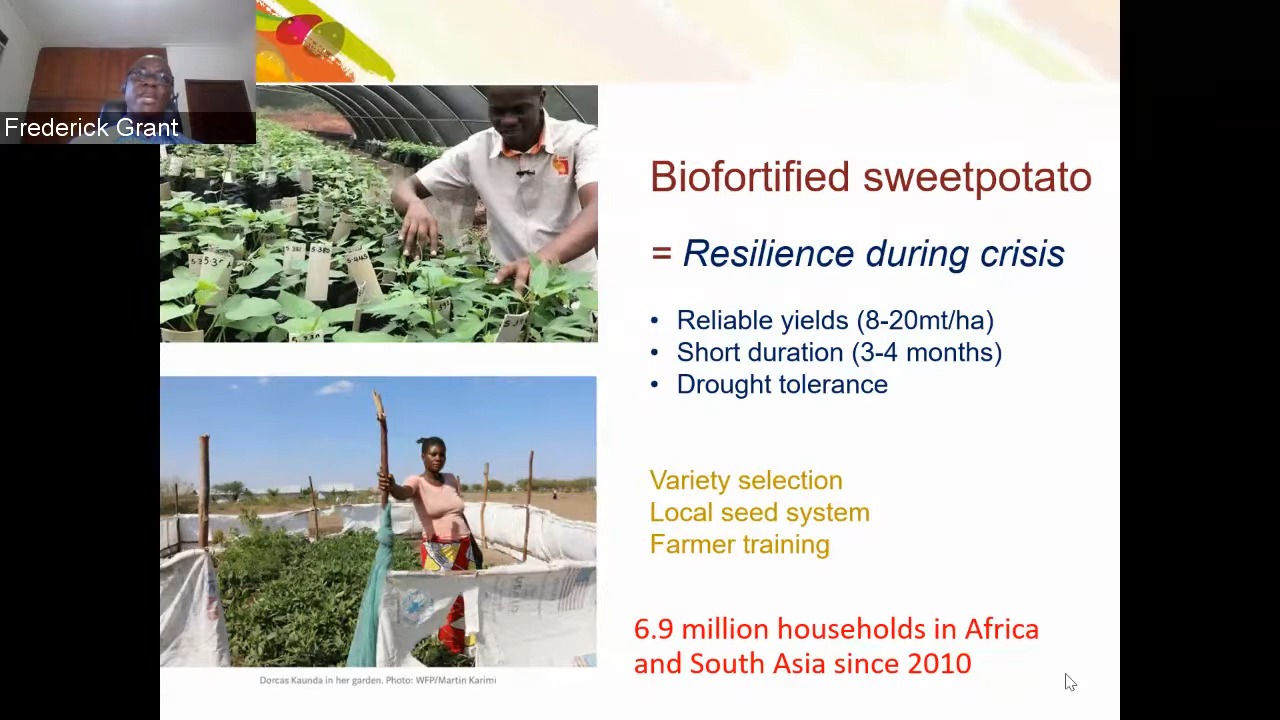 Frederick Grant
Biofortified sweetpotato
= Resilience during crisis
• Reliable yields (8-20mt/ha)
• Short duration (3-4 months)
• Drought tolerance
Variety selection
Local seed system
Farmer training
6.9 million households in Africa
and South Asia since 2010
USAID
Dorcas Kaunda in her garden. Photo: WFP/Martin Karimi